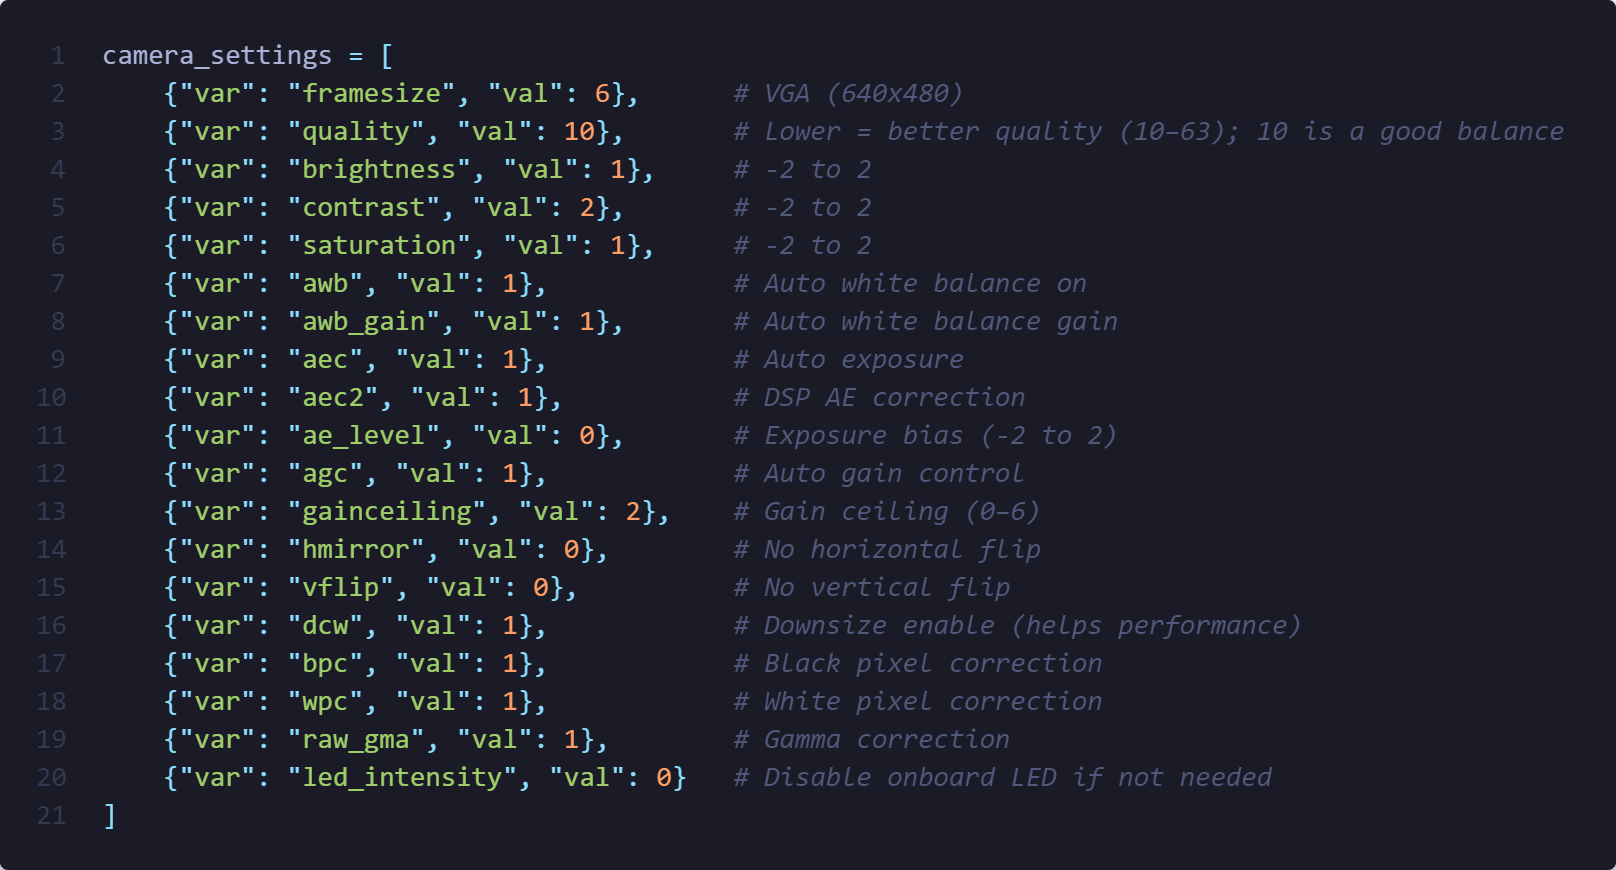 1 camera_settings = [
2     {"var": "framesize", "val": 6},      # VGA (640x480)
3     {"var": "quality", "val": 10},       # Lower = better quality (10–63); 10 is a good balance
4     {"var": "brightness", "val": 1},     # -2 to 2
5     {"var": "contrast", "val": 2},       # -2 to 2
6     {"var": "saturation", "val": 1},     # -2 to 2
7     {"var": "awb", "val": 1},            # Auto white balance on
8     {"var": "awb_gain", "val": 1},       # Auto white balance gain
9     {"var": "aec", "val": 1},            # Auto exposure
10     {"var": "aec2", "val": 1},           # DSP AE correction
11     {"var": "ae_level", "val": 0},       # Exposure bias (-2 to 2)
12     {"var": "agc", "val": 1},            # Auto gain control
13     {"var": "gainceiling", "val": 2},    # Gain ceiling (0–6)
14     {"var": "hmirror", "val": 0},        # No horizontal flip
15     {"var": "vflip", "val": 0},          # No vertical flip
16     {"var": "dcw", "val": 1},            # Downsize enable (helps performance)
17     {"var": "bpc", "val": 1},            # Black pixel correction
18     {"var": "wpc", "val": 1},            # White pixel correction
19     {"var": "raw_gma", "val": 1},        # Gamma correction
20     {"var": "led_intensity", "val": 0}   # Disable onboard LED if not needed
21 ]